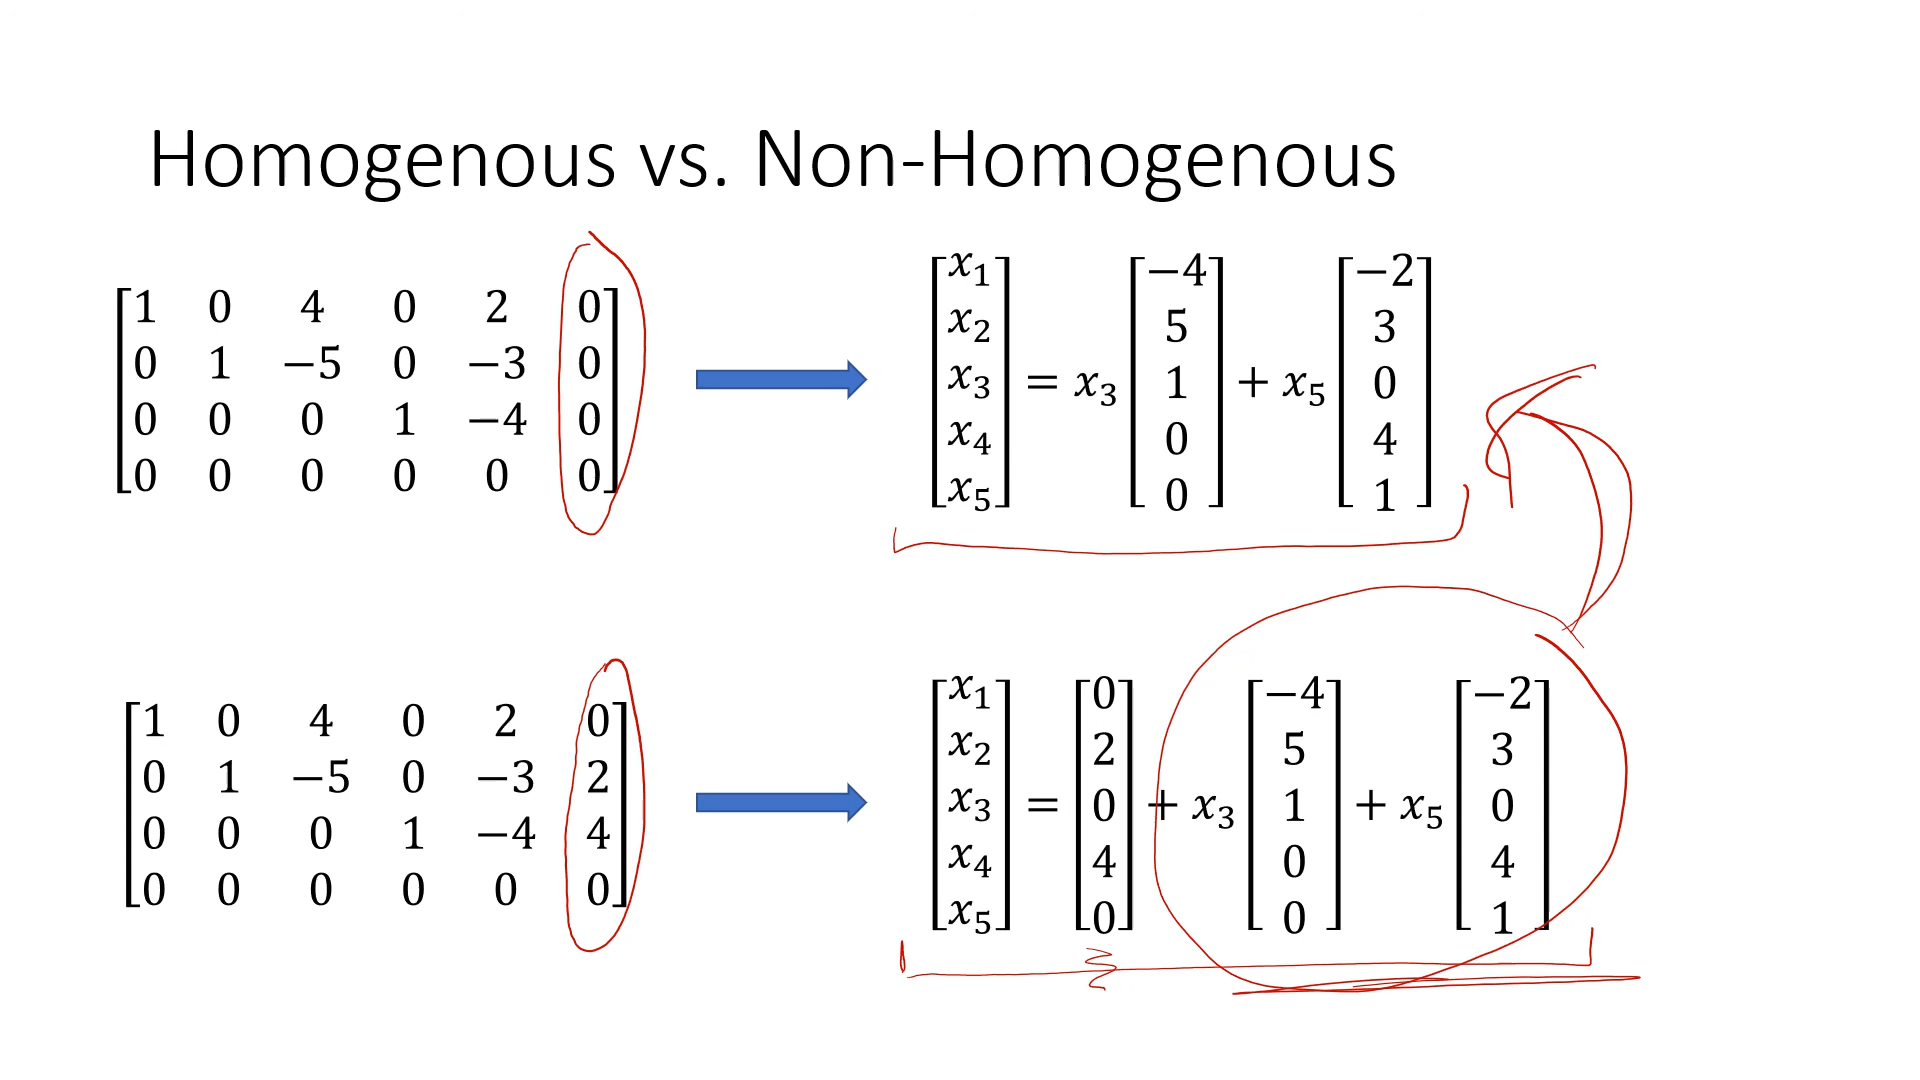 Homogenous vs. Non-Homogenous
[1 0 4 0 2 0]
[0 1 −5 0 −3 0]
[0 0 0 1 −4 0]
[0 0 0 0 0 0]
[x₁ x₂ x₃ x₄ x₅] = x₃ [−4 5 1 0 0] + x₅ [−2 3 0 4 1]
[1 0 4 0 2 0]
[0 1 −5 0 −3 2]
[0 0 0 1 −4 4]
[0 0 0 0 0 0]
[x₁ x₂ x₃ x₄ x₅] = [0 2 0 4 0] + x₃ [−4 5 1 0 0] + x₅ [−2 3 0 4 1]